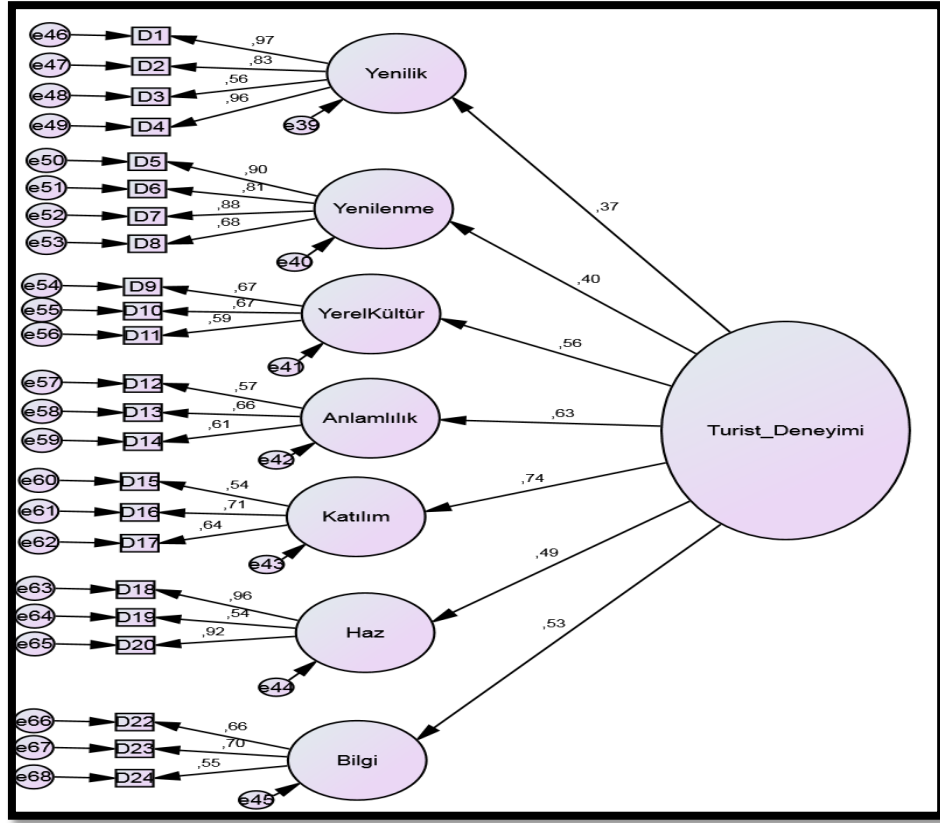 e46 D1 ,97
e47 D2 ,83 Yenilik
e48 D3 ,56
e49 D4 ,96 e39
e50 D5 ,90
e51 D6 ,81 Yenilenme ,37
e52 D7 ,88
e53 D8 ,68 e40
e54 D9 ,67 ,40
e55 D10 ,67 YerelKültür
e56 D11 ,59 e41 ,56
e57 D12 ,57
e58 D13 ,66 Anlamlılık ,63
e59 D14 ,61 e42 Turist_Deneyimi
e60 D15 ,54 ,74
e61 D16 ,71 Katılım
e62 D17 ,64 e43
e63 D18 ,96 ,49
e64 D19 ,54 Haz ,53
e65 D20 ,92 e44
e66 D22 ,66
e67 D23 ,70 Bilgi
e68 D24 ,55 e45